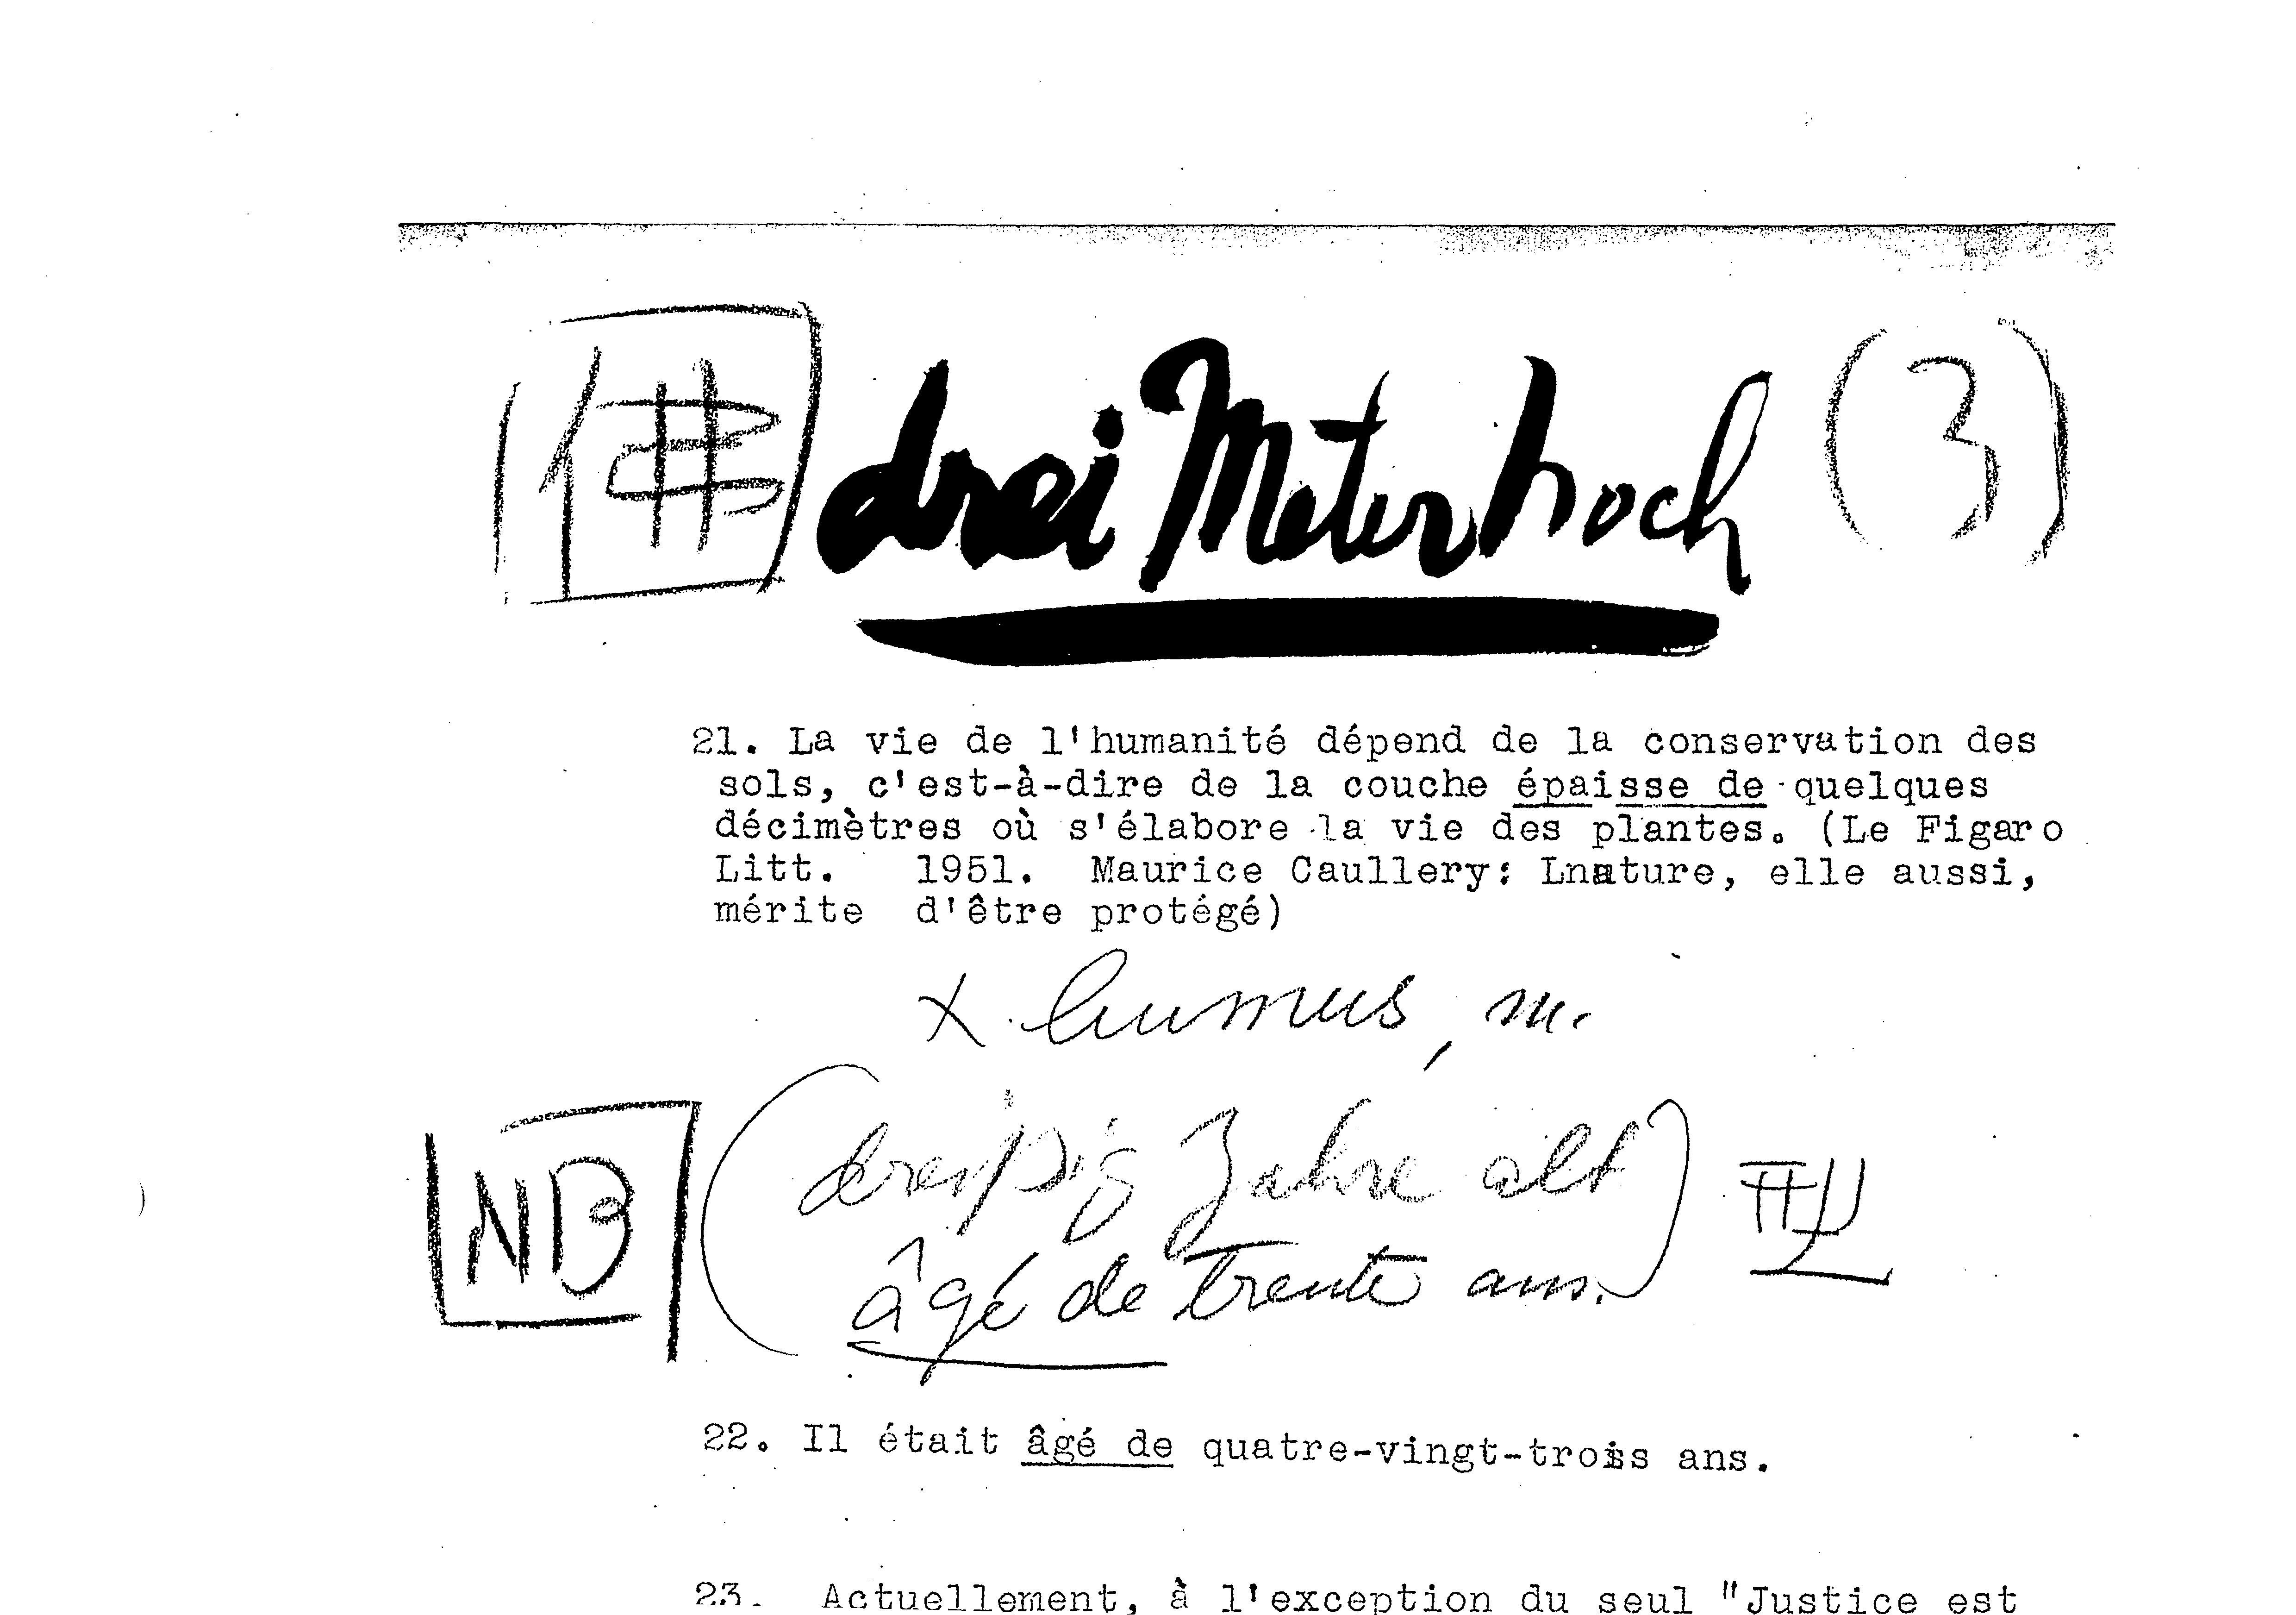 佛 drei Meter hoch (3)
21. La vie de l'humanité dépend de la conservation des
sols, c'est-à-dire de la couche épaisse de quelques
décimètres où s'élabore la vie des plantes. (Le Figaro
Litt. 1951. Maurice Caullery: Lnature, elle aussi,
mérite d'être protégé)
x humus, m.
NB (dreißig Jahre alt
âgé de trente ans.)
22. Il était âgé de quatre-vingt-trois ans.
23. Actuellement, à l'exception du seul "Justice est